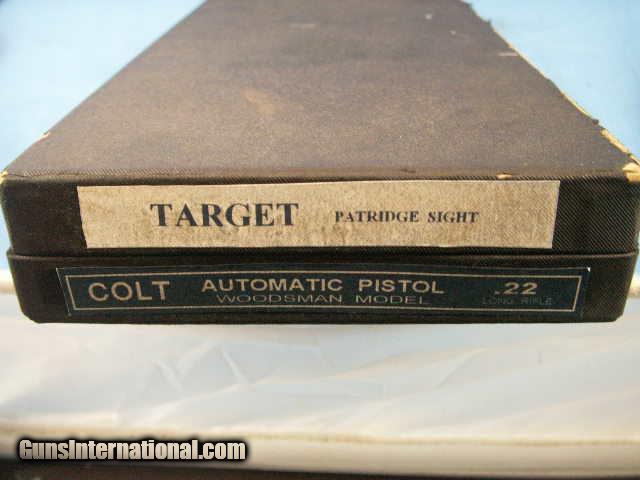 TARGET PATRIDGE SIGHT
COLT AUTOMATIC PISTOL .22
WOODSMAN MODEL LONG RIFLE
GunsInternational.com